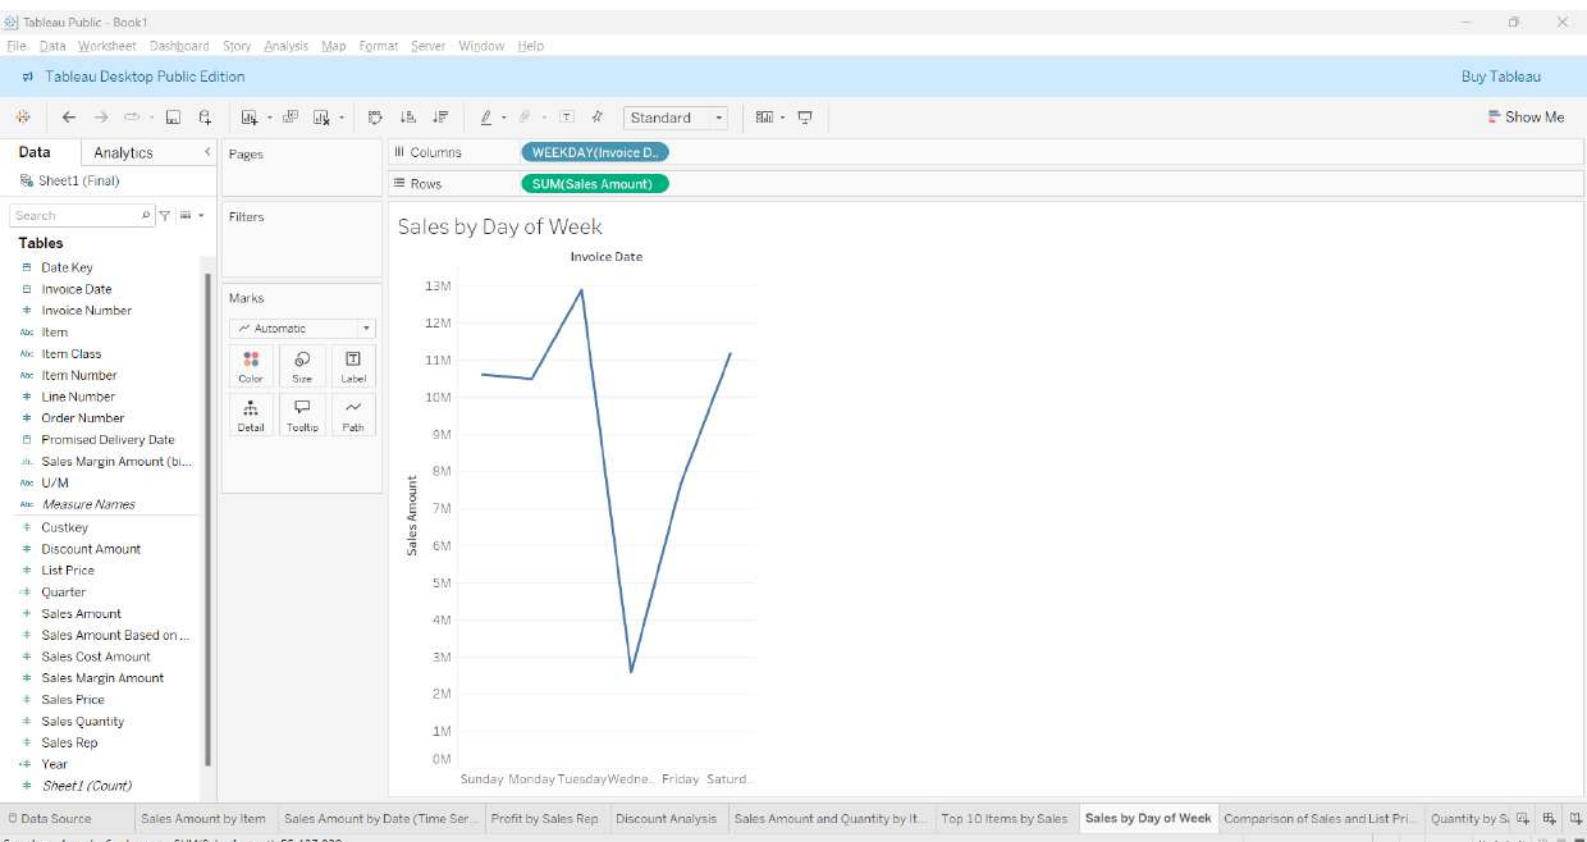 Tableau Public - Book1
File Data Worksheet Dashboard Story Analysis Map Format Server Window Help
Tableau Desktop Public Edition
Buy Tableau
Standard
Show Me
Data
Analytics
Pages
Columns
WEEKDAY(Invoice D..
Sheet1 (Final)
Rows
SUM(Sales Amount)
Search
Filters
Tables
Date Key
Invoice Date
Invoice Number
Abc Item
Abc Item Class
Abc Item Number
Line Number
Order Number
Promised Delivery Date
Sales Margin Amount (bi...
Abc U/M
Abc Measure Names
Custkey
Discount Amount
List Price
Quarter
Sales Amount
Sales Amount Based on ...
Sales Cost Amount
Sales Margin Amount
Sales Price
Sales Quantity
Sales Rep
Year
Sheet1 (Count)
Marks
Automatic
Color Size Label
Detail Tooltip Path
Sales by Day of Week
Invoice Date
13M
12M
11M
10M
9M
8M
7M
6M
5M
4M
3M
2M
1M
0M
Sales Amount
Sunday Monday Tuesday Wedne.. Friday Saturd..
Data Source
Sales Amount by Item
Sales Amount by Date (Time Ser...
Profit by Sales Rep
Discount Analysis
Sales Amount and Quantity by It...
Top 10 Items by Sales
Sales by Day of Week
Comparison of Sales and List Pri...
Quantity by S